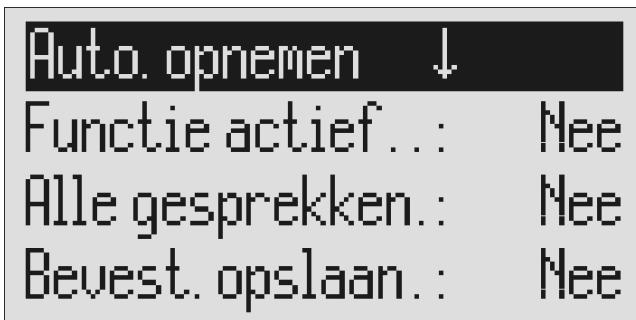 Auto. opnemen ↓
Functie actief..: Nee
Alle gesprekken.: Nee
Bevest. opslaan.: Nee